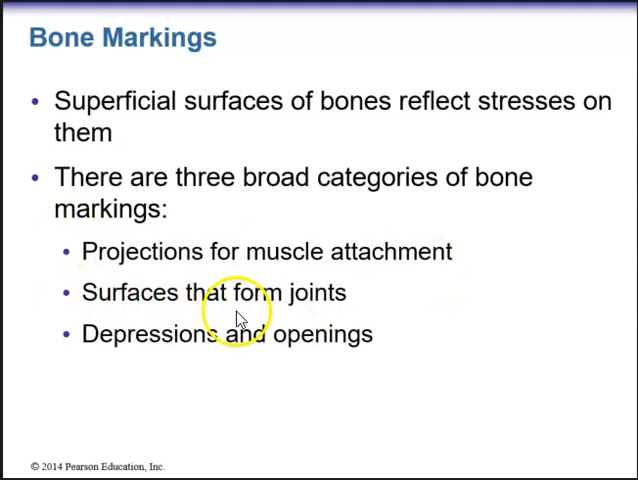 Bone Markings
• Superficial surfaces of bones reflect stresses on
them
• There are three broad categories of bone
markings:
• Projections for muscle attachment
• Surfaces that form joints
• Depressions and openings
© 2014 Pearson Education, Inc.